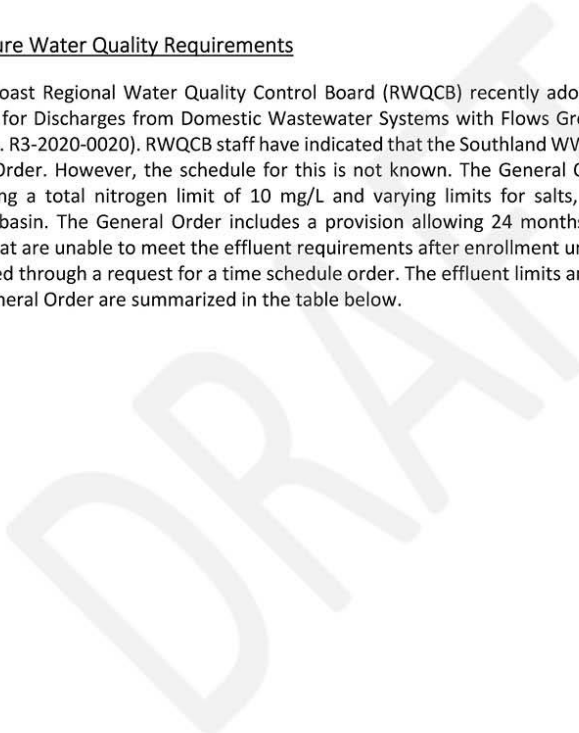 ure Water Quality Requirements
oast Regional Water Quality Control Board (RWQCB) recently ado
for Discharges from Domestic Wastewater Systems with Flows Gre
. R3-2020-0020). RWQCB staff have indicated that the Southland WW
Order. However, the schedule for this is not known. The General O
ng a total nitrogen limit of 10 mg/L and varying limits for salts,
basin. The General Order includes a provision allowing 24 months
at are unable to meet the effluent requirements after enrollment un
ed through a request for a time schedule order. The effluent limits an
neral Order are summarized in the table below.
DRAFT